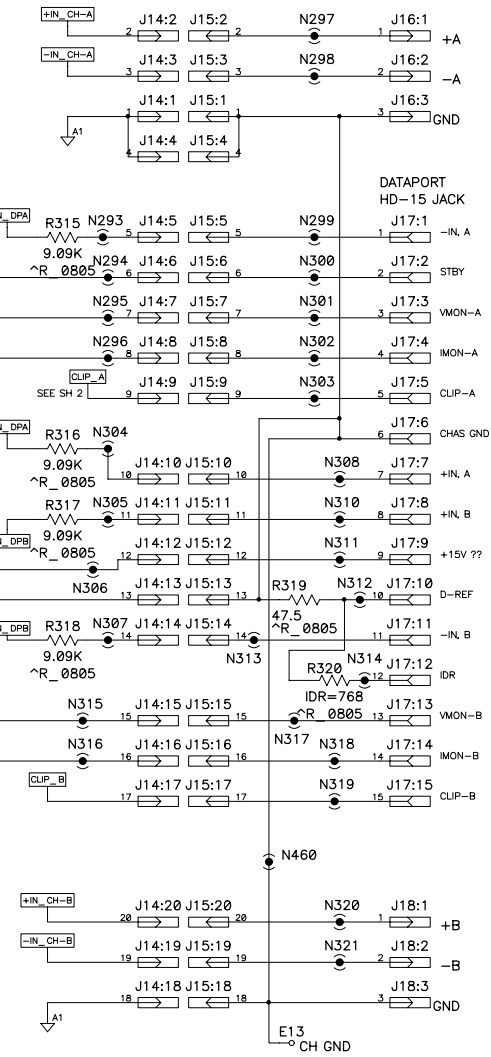 +IN_CH-A J14:2 J15:2 N297 J16:1
2 2 1 +A
-IN_CH-A J14:3 J15:3 N298 J16:2
3 3 2 -A
J14:1 J15:1 J16:3
1 1 3 GND
A1 J14:4 J15:4
4 4
DATAPORT
HD-15 JACK
N_DPA R315 N293 J14:5 J15:5 N299 J17:1
5 5 1 -IN, A
9.09K N294 J14:6 J15:6 N300 J17:2
^R_0805 6 6 2 STBY
N295 J14:7 J15:7 N301 J17:3
7 7 3 VMON-A
N296 J14:8 J15:8 N302 J17:4
8 8 4 IMON-A
CLIP_A J14:9 J15:9 N303 J17:5
SEE SH 2 9 9 5 CLIP-A
J17:6
N_DPA R316 N304 6 CHAS GND
9.09K J14:10 J15:10 N308 J17:7
^R_0805 10 10 7 +IN, A
R317 N305 J14:11 J15:11 N310 J17:8
11 11 8 +IN, B
N_DPB 9.09K J14:12 J15:12 N311 J17:9
^R_0805 12 12 9 +15V ??
N306 J14:13 J15:13 R319 N312 J17:10
13 13 10 D-REF
47.5
^R_0805
N_DPB R318 N307 J14:14 J15:14 J17:11
14 14 11 -IN, B
9.09K N313 R320 N314 J17:12
^R_0805 12 IDR
IDR=768
N315 J14:15 J15:15 ^R_0805 J17:13
15 15 13 VMON-B
N317
N316 J14:16 J15:16 N318 J17:14
16 16 14 IMON-B
CLIP_B J14:17 J15:17 N319 J17:15
17 17 15 CLIP-B
N460
+IN_CH-B J14:20 J15:20 N320 J18:1
20 20 1 +B
-IN_CH-B J14:19 J15:19 N321 J18:2
19 19 2 -B
J14:18 J15:18 J18:3
18 18 3 GND
A1
E13
CH GND